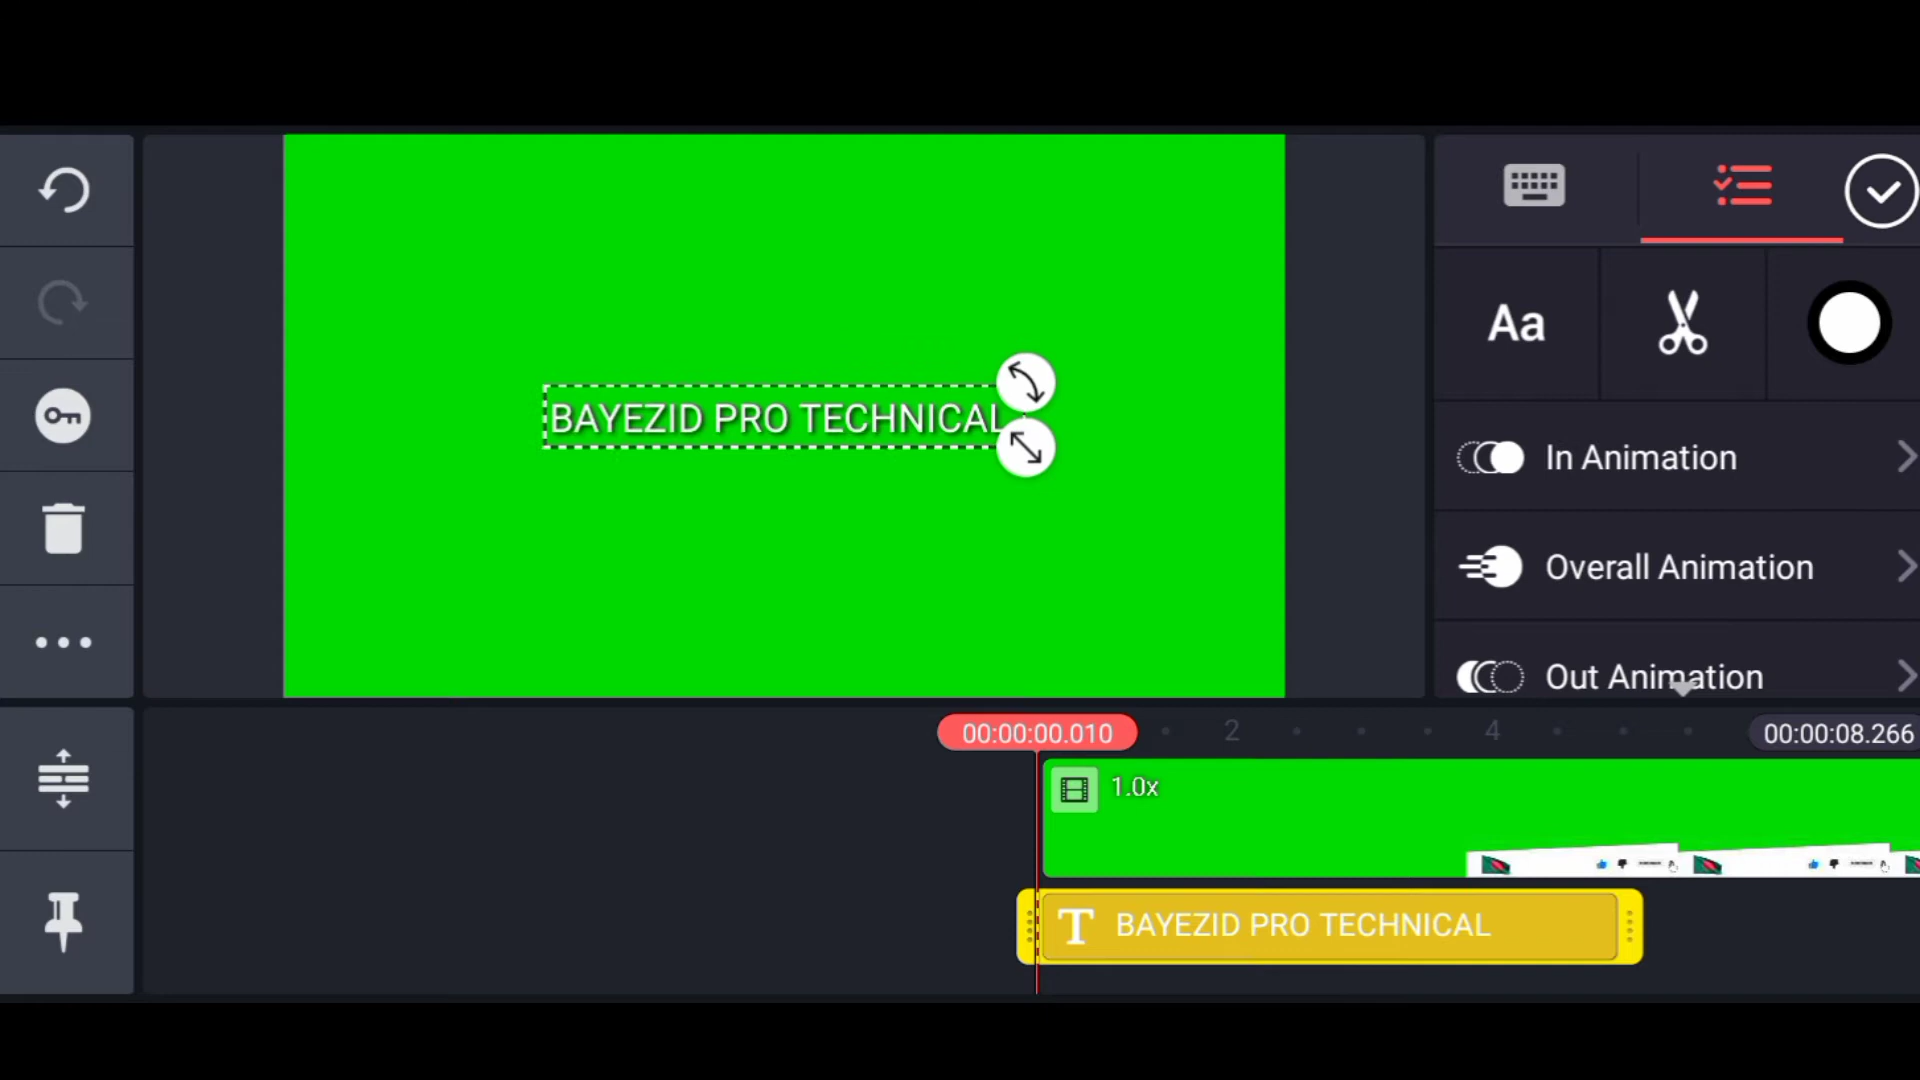 BAYEZID PRO TECHNICAL
Aa
In Animation
Overall Animation
Out Animation
00:00:00.010
2
4
00:00:08.266
1.0x
T BAYEZID PRO TECHNICAL